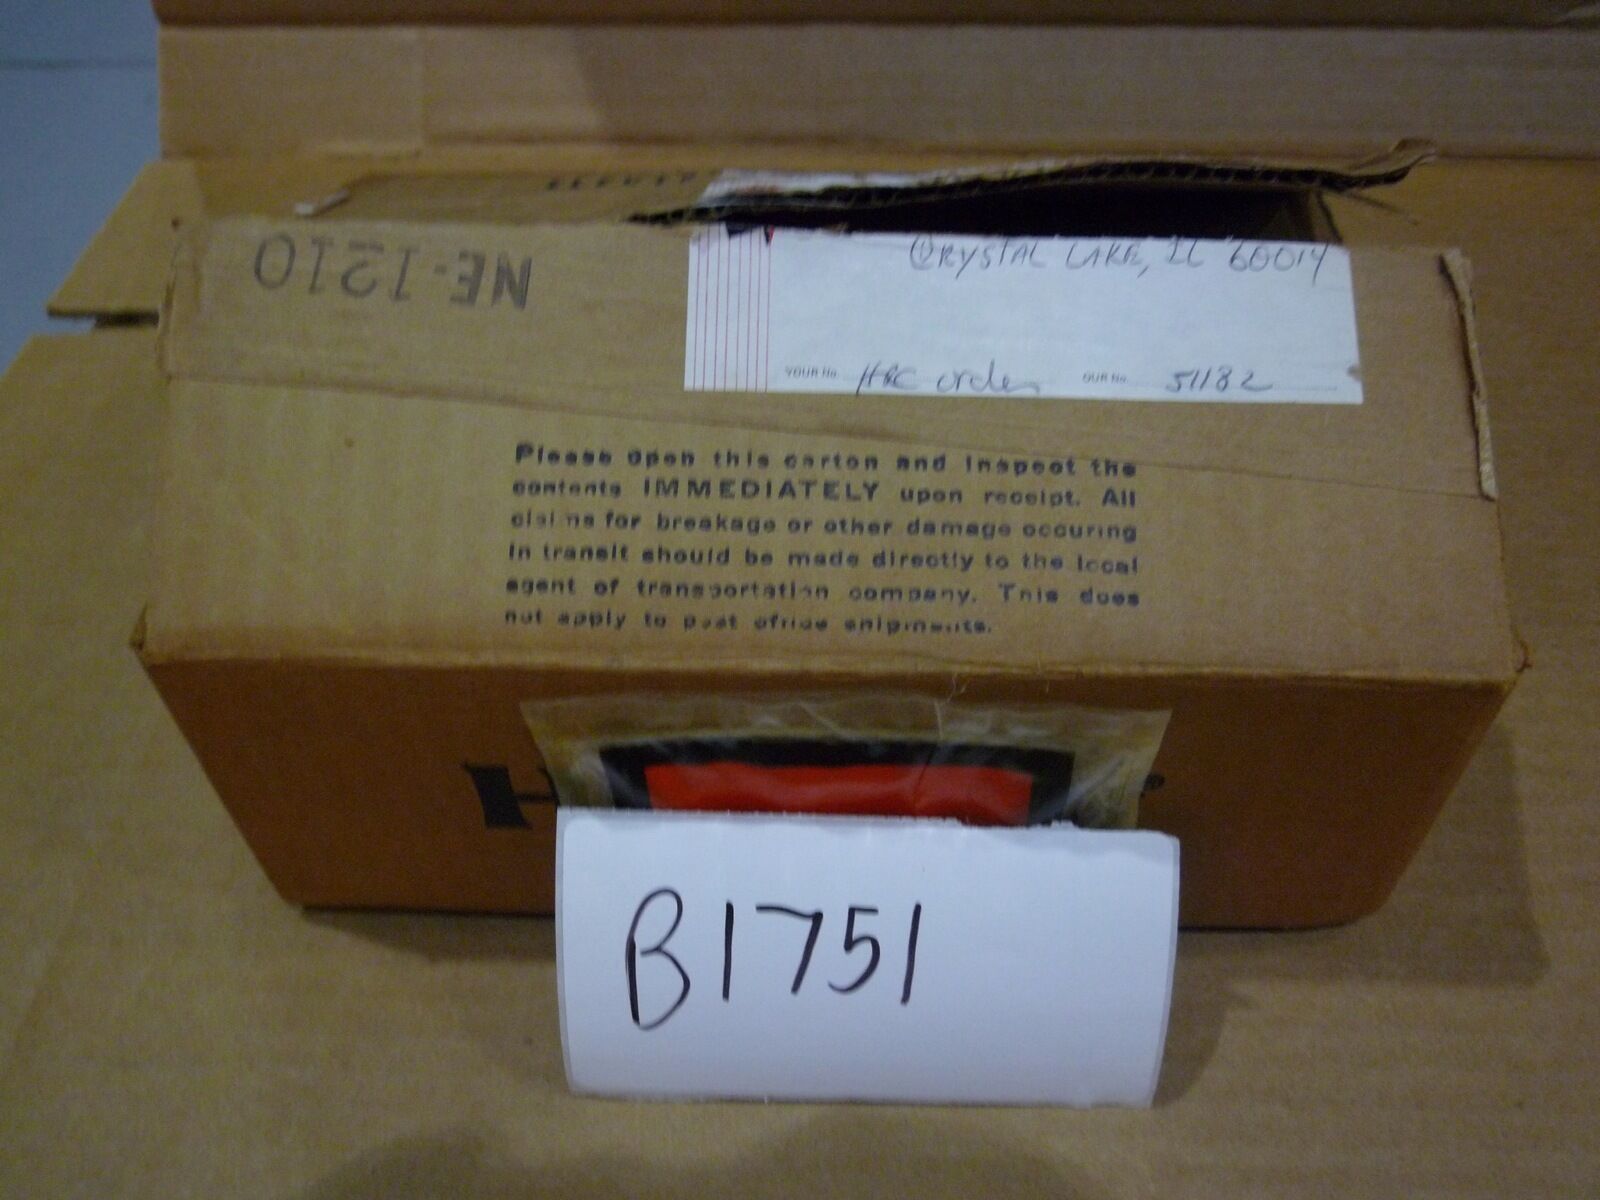 NE-1210
Crystal Lake, IL 60014
YOUR No. HRC order OUR No. 51182
Please open this carton and inspect the
contents IMMEDIATELY upon receipt. All
claims for breakage or other damage occuring
in transit should be made directly to the local
agent of transportation company. This does
not apply to post office shipments.
H
B1751